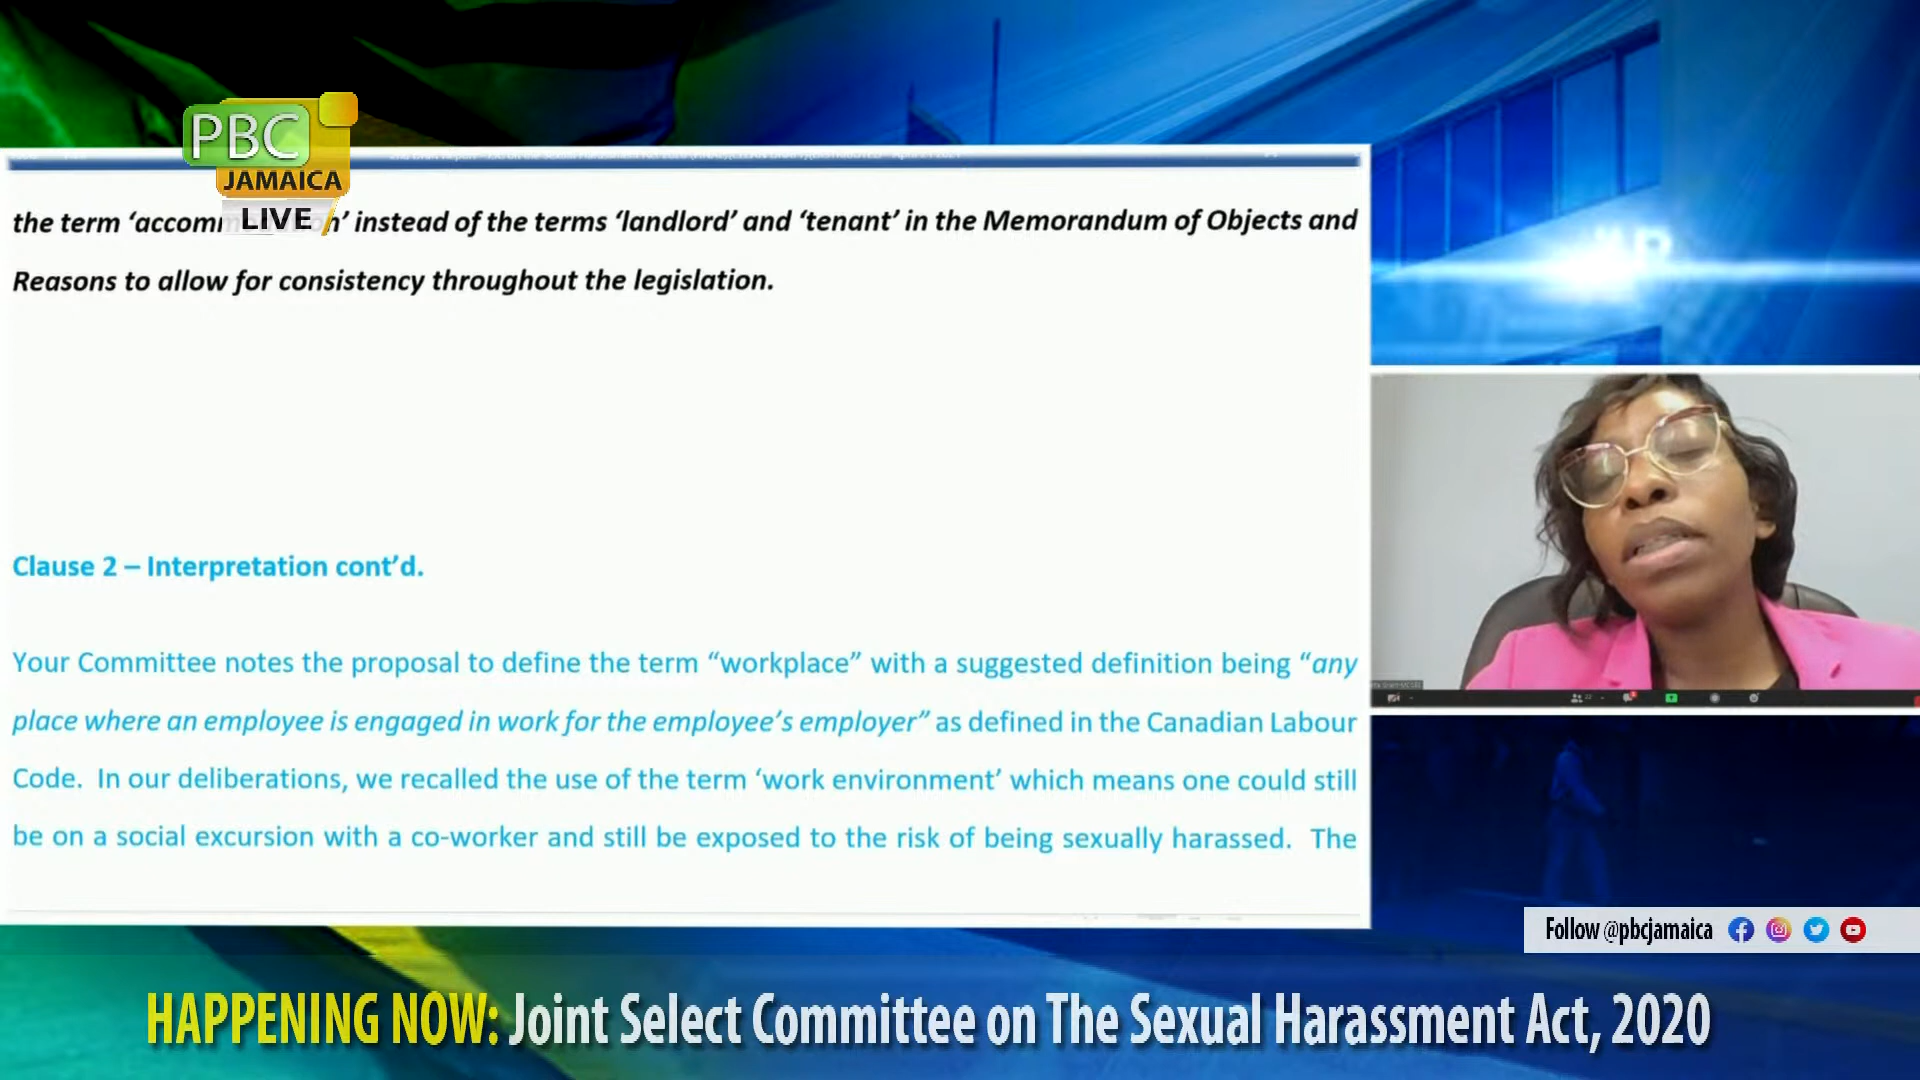 PBC
JAMAICA
LIVE
the term ‘accom instead of the terms ‘landlord’ and ‘tenant’ in the Memorandum of Objects and
Reasons to allow for consistency throughout the legislation.
Clause 2 – Interpretation cont’d.
Your Committee notes the proposal to define the term “workplace” with a suggested definition being “any
place where an employee is engaged in work for the employee’s employer” as defined in the Canadian Labour
Code. In our deliberations, we recalled the use of the term ‘work environment’ which means one could still
be on a social excursion with a co-worker and still be exposed to the risk of being sexually harassed. The
Follow @pbcjamaica
HAPPENING NOW: Joint Select Committee on The Sexual Harassment Act, 2020